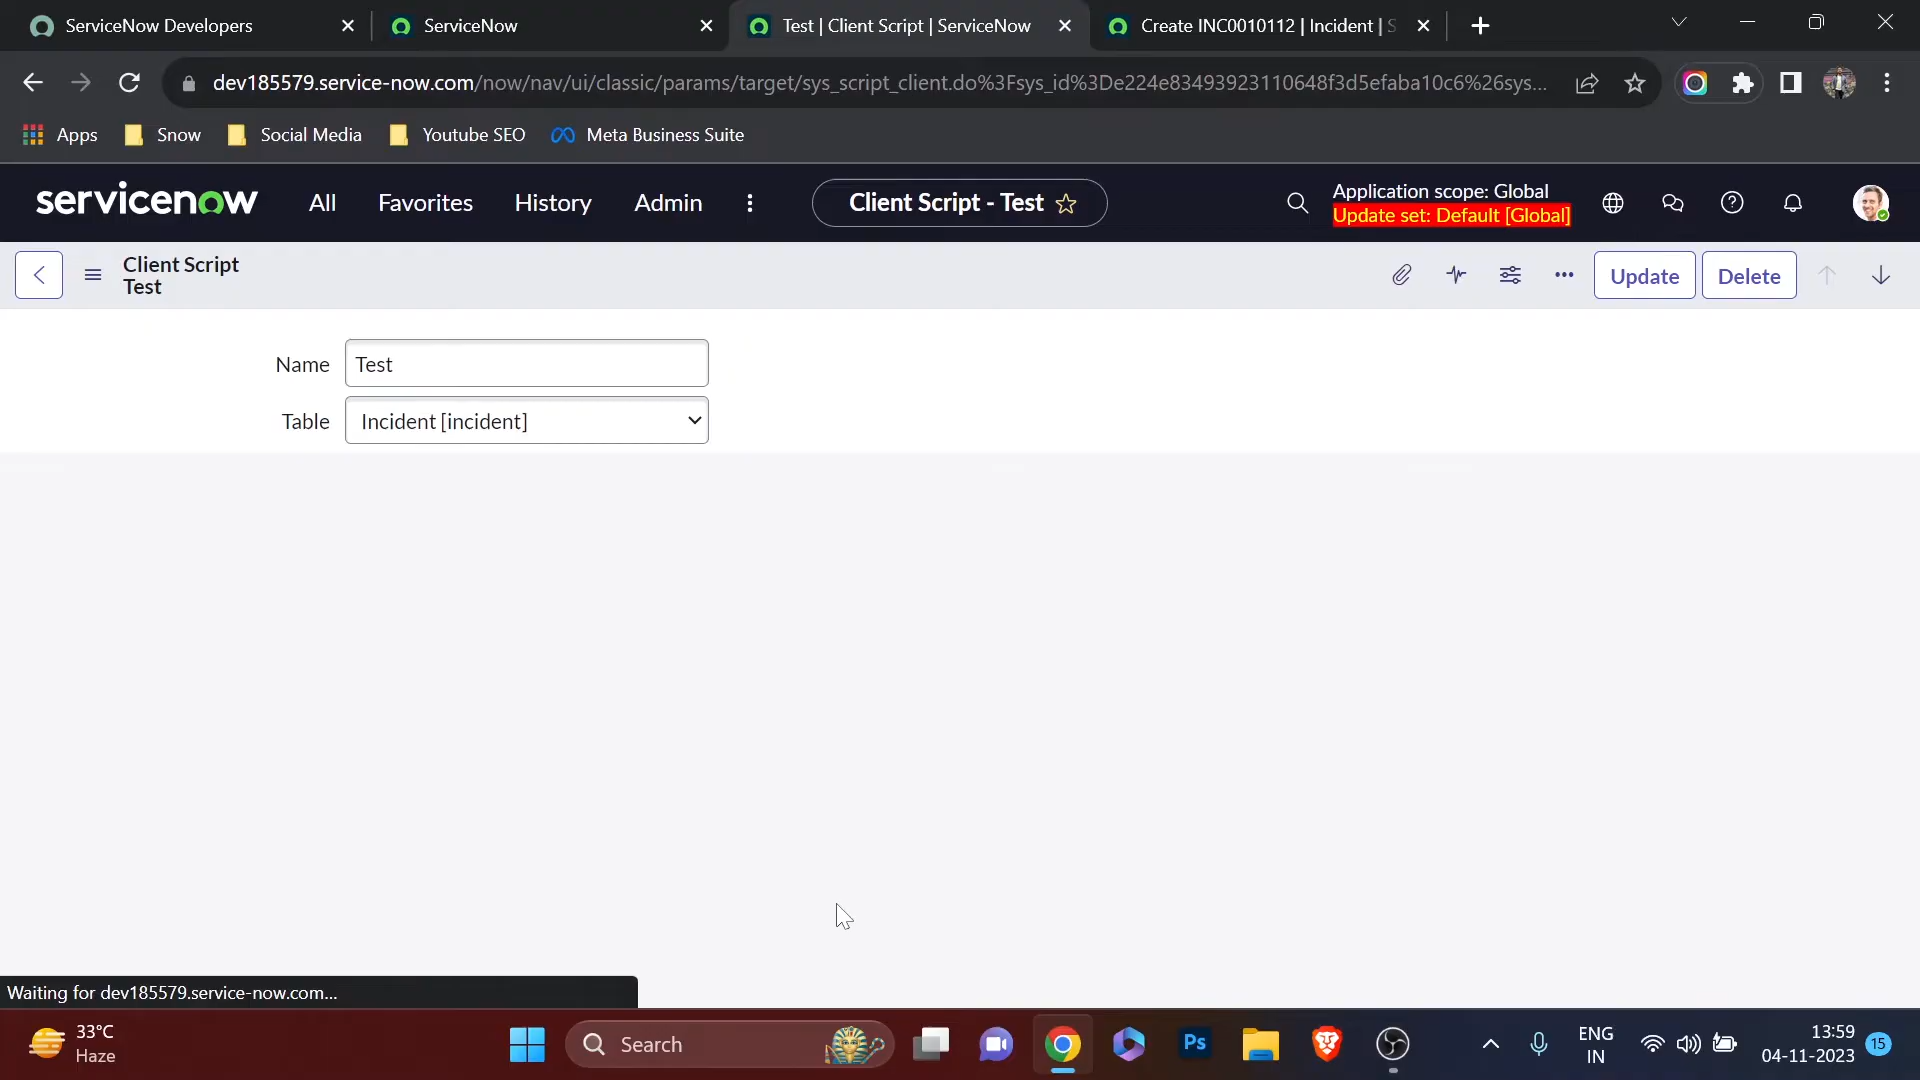 ServiceNow Developers
ServiceNow
Test | Client Script | ServiceNow
Create INC0010112 | Incident | S
dev185579.service-now.com/now/nav/ui/classic/params/target/sys_script_client.do%3Fsys_id%3De224e83493923110648f3d5efaba10c6%26sys...
Apps
Snow
Social Media
Youtube SEO
Meta Business Suite
servicenow
All
Favorites
History
Admin
Client Script - Test
Application scope: Global
Update set: Default [Global]
Client Script
Test
Update
Delete
Name
Test
Table
Incident [incident]
Waiting for dev185579.service-now.com...
33°C
Haze
Search
Ps
ENG
IN
13:59
04-11-2023
15